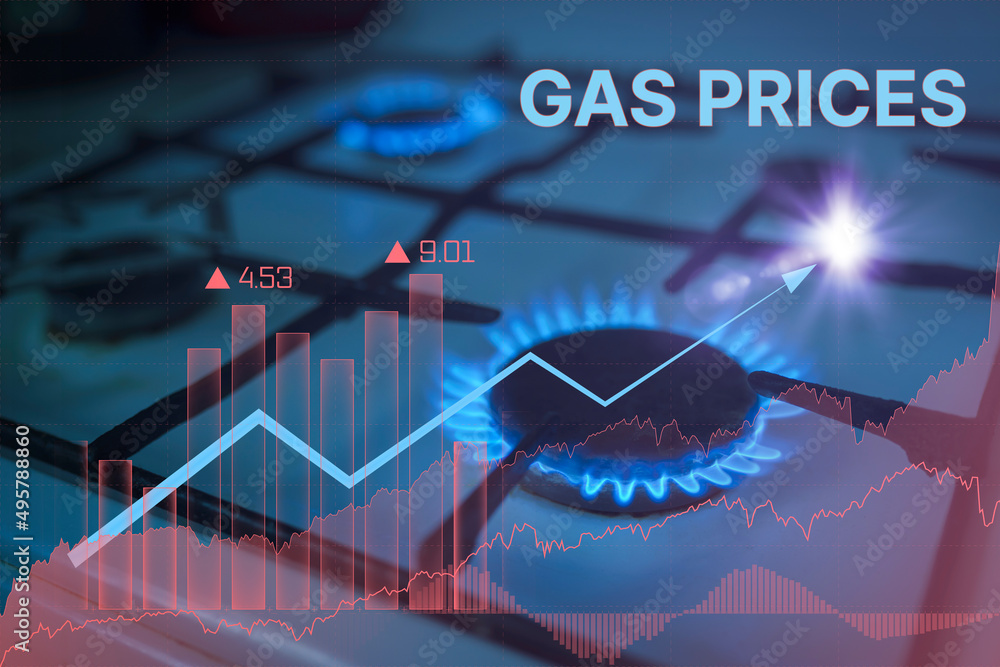 GAS PRICES
▲ 9.01
▲ 4.53
Adobe Stock | #495788860